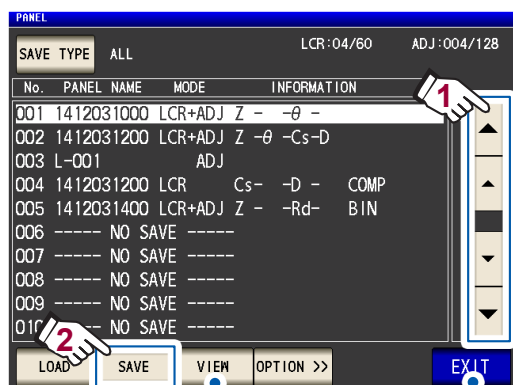 PANEL
SAVE TYPE ALL LCR:04/60 ADJ:004/128
No. PANEL NAME MODE INFORMATION
001 1412031000 LCR+ADJ Z - -θ -
002 1412031200 LCR+ADJ Z -θ -Cs-D
003 L-001 ADJ
004 1412031200 LCR Cs- -D - COMP
005 1412031400 LCR+ADJ Z - -Rd- BIN
006 ----- NO SAVE -----
007 ----- NO SAVE -----
008 ----- NO SAVE -----
009 ----- NO SAVE -----
010 ----- NO SAVE -----
1
2
LOAD SAVE VIEW OPTION >> EXIT